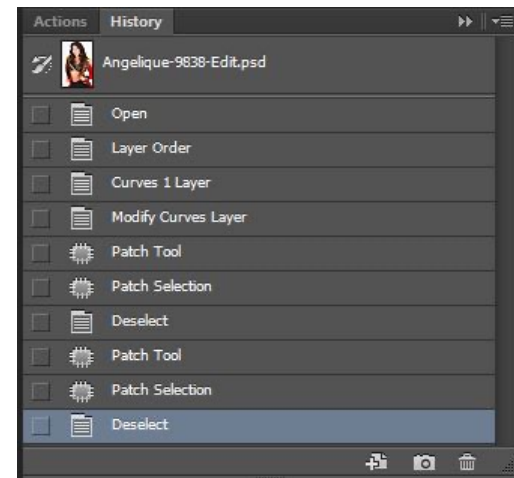 Actions History
Angelique-9838-Edit.psd
Open
Layer Order
Curves 1 Layer
Modify Curves Layer
Patch Tool
Patch Selection
Deselect
Patch Tool
Patch Selection
Deselect